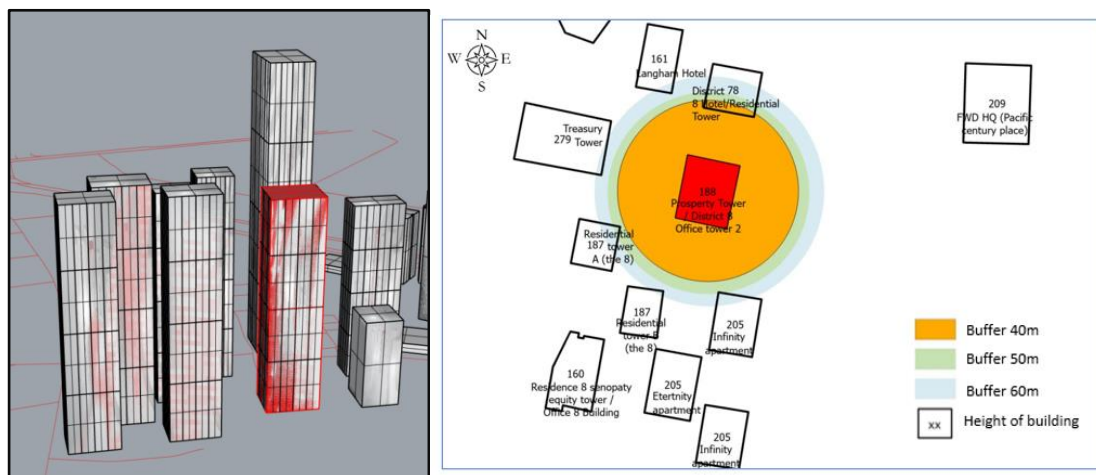 N
W E
S
161
Langham Hotel
District 78
8 Hotel/Residential
Tower
209
FWD HQ (Pacific
century place)
Treasury
Tower
279
188
Prosperty Tower
/ District 8
Office tower 2
Residential
187 tower
A (the 8)
187
Residential
tower B
(the 8)
205
Infinity
apartment
160
Residence 8 senopaty
equity tower /
Office 8 building
205
Etertnity
apartment
205
Infinity
apartment
Buffer 40m
Buffer 50m
Buffer 60m
xx Height of building